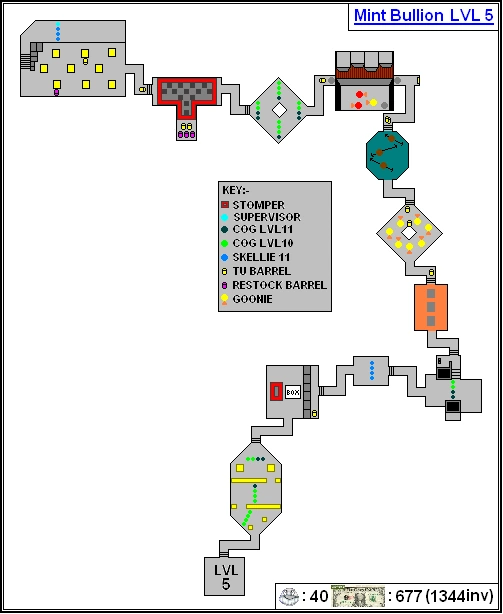 Mint Bullion LVL 5
KEY:-
STOMPER
SUPERVISOR
COG LVL11
COG LVL10
SKELLIE 11
TU BARREL
RESTOCK BARREL
GOONIE
BOX
LVL
5
: 40 : 677 (1344inv)